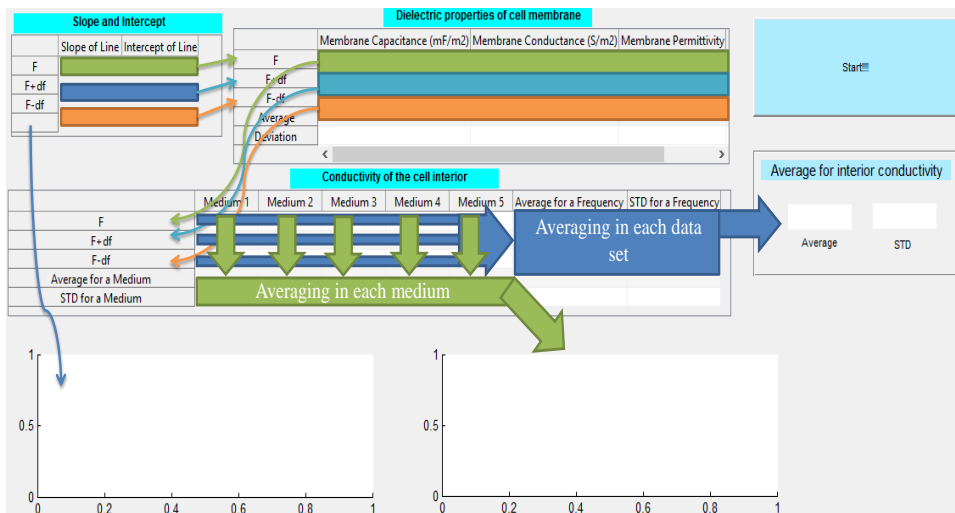 Slope and Intercept
Slope of Line Intercept of Line
F
F+df
F-df
Dielectric properties of cell membrane
Membrane Capacitance (mF/m2) Membrane Conductance (S/m2) Membrane Permittivity
F
F+df
F-df
Average
Deviation
Start!!!
Conductivity of the cell interior
Medium 1 Medium 2 Medium 3 Medium 4 Medium 5 Average for a Frequency STD for a Frequency
F
F+df
F-df
Average for a Medium
STD for a Medium
Averaging in each data
set
Averaging in each medium
Average for interior conductivity
Average STD
1
0.5
0
0 0.2 0.4 0.6 0.8 1
1
0.5
0
0 0.2 0.4 0.6 0.8 1